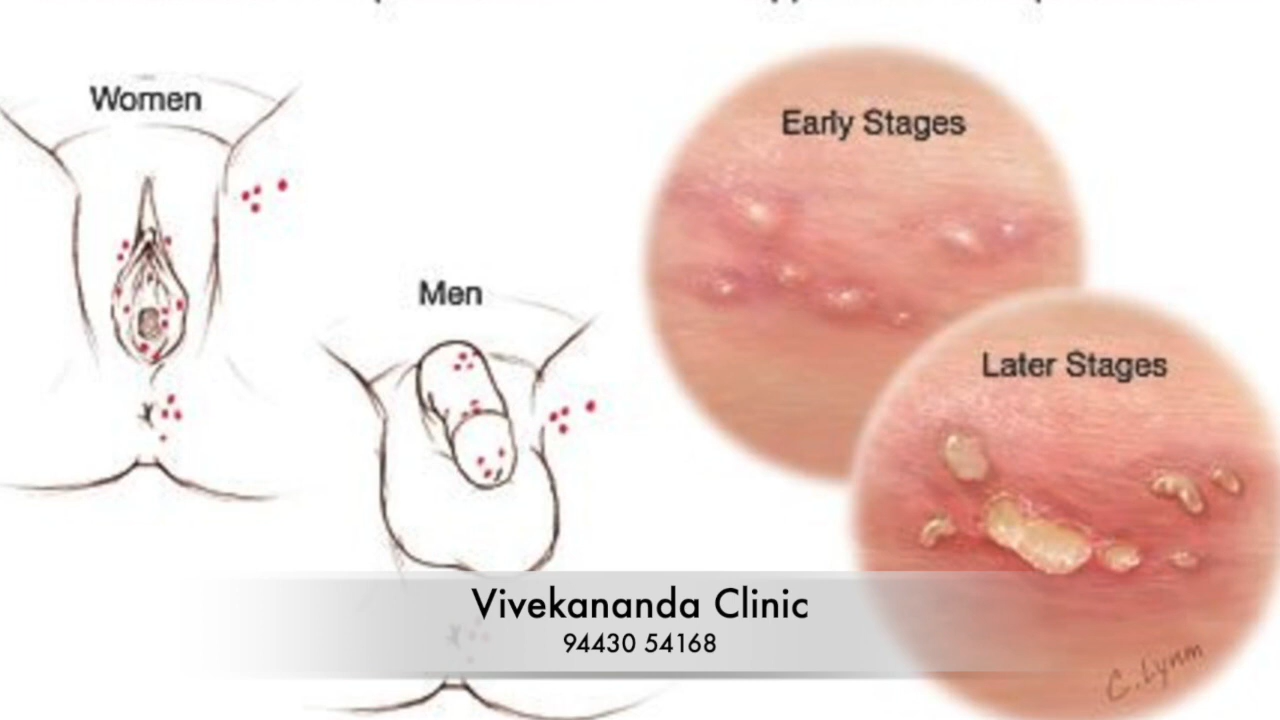 Women
Men
Early Stages
Later Stages
Vivekananda Clinic
94430 54168
C. Lynm